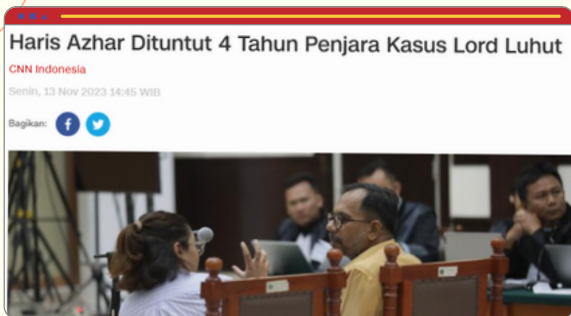 Haris Azhar Dituntut 4 Tahun Penjara Kasus Lord Luhut
CNN Indonesia
Senin, 13 Nov 2023 14:45 WIB
Bagikan: